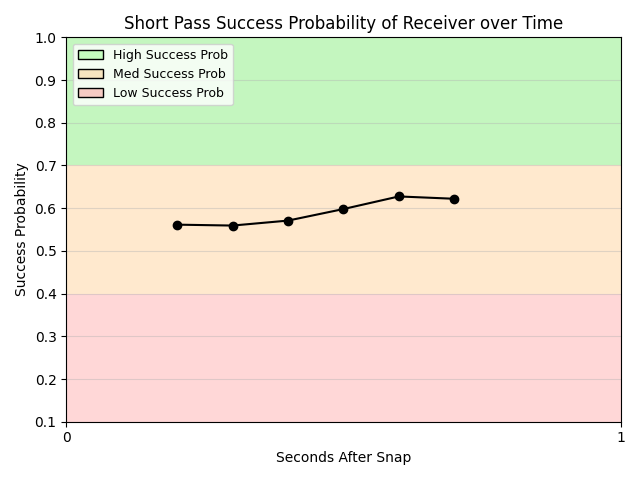 Short Pass Success Probability of Receiver over Time
1.0
0.9
0.8
0.7
0.6
0.5
0.4
0.3
0.2
0.1
Success Probability
High Success Prob
Med Success Prob
Low Success Prob
0
1
Seconds After Snap